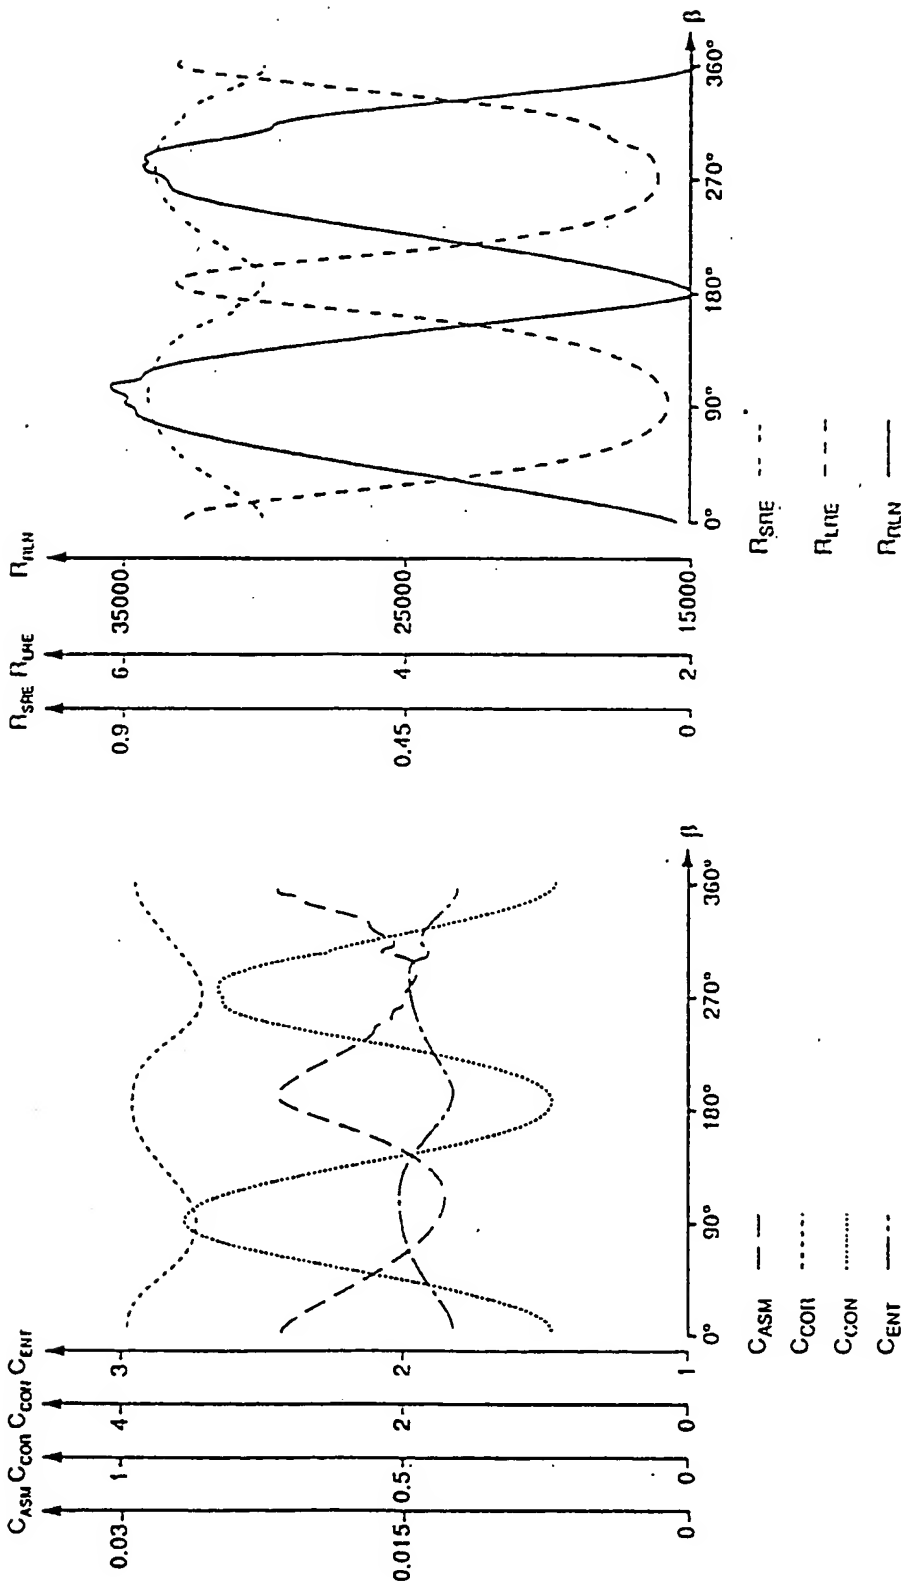 C_ASM C_COR C_CON C_ENT
0.03 1 4 3
0.015 0.5 2 2
0 0 0 1
0° 90° 180° 270° 360° β
C_ASM
C_COR
C_CON
C_ENT
R_SRE R_LRE R_RLN
0.9 6 35000
0.45 4 25000
0 2 15000
0° 90° 180° 270° 360° β
R_SRE
R_LRE
R_RLN